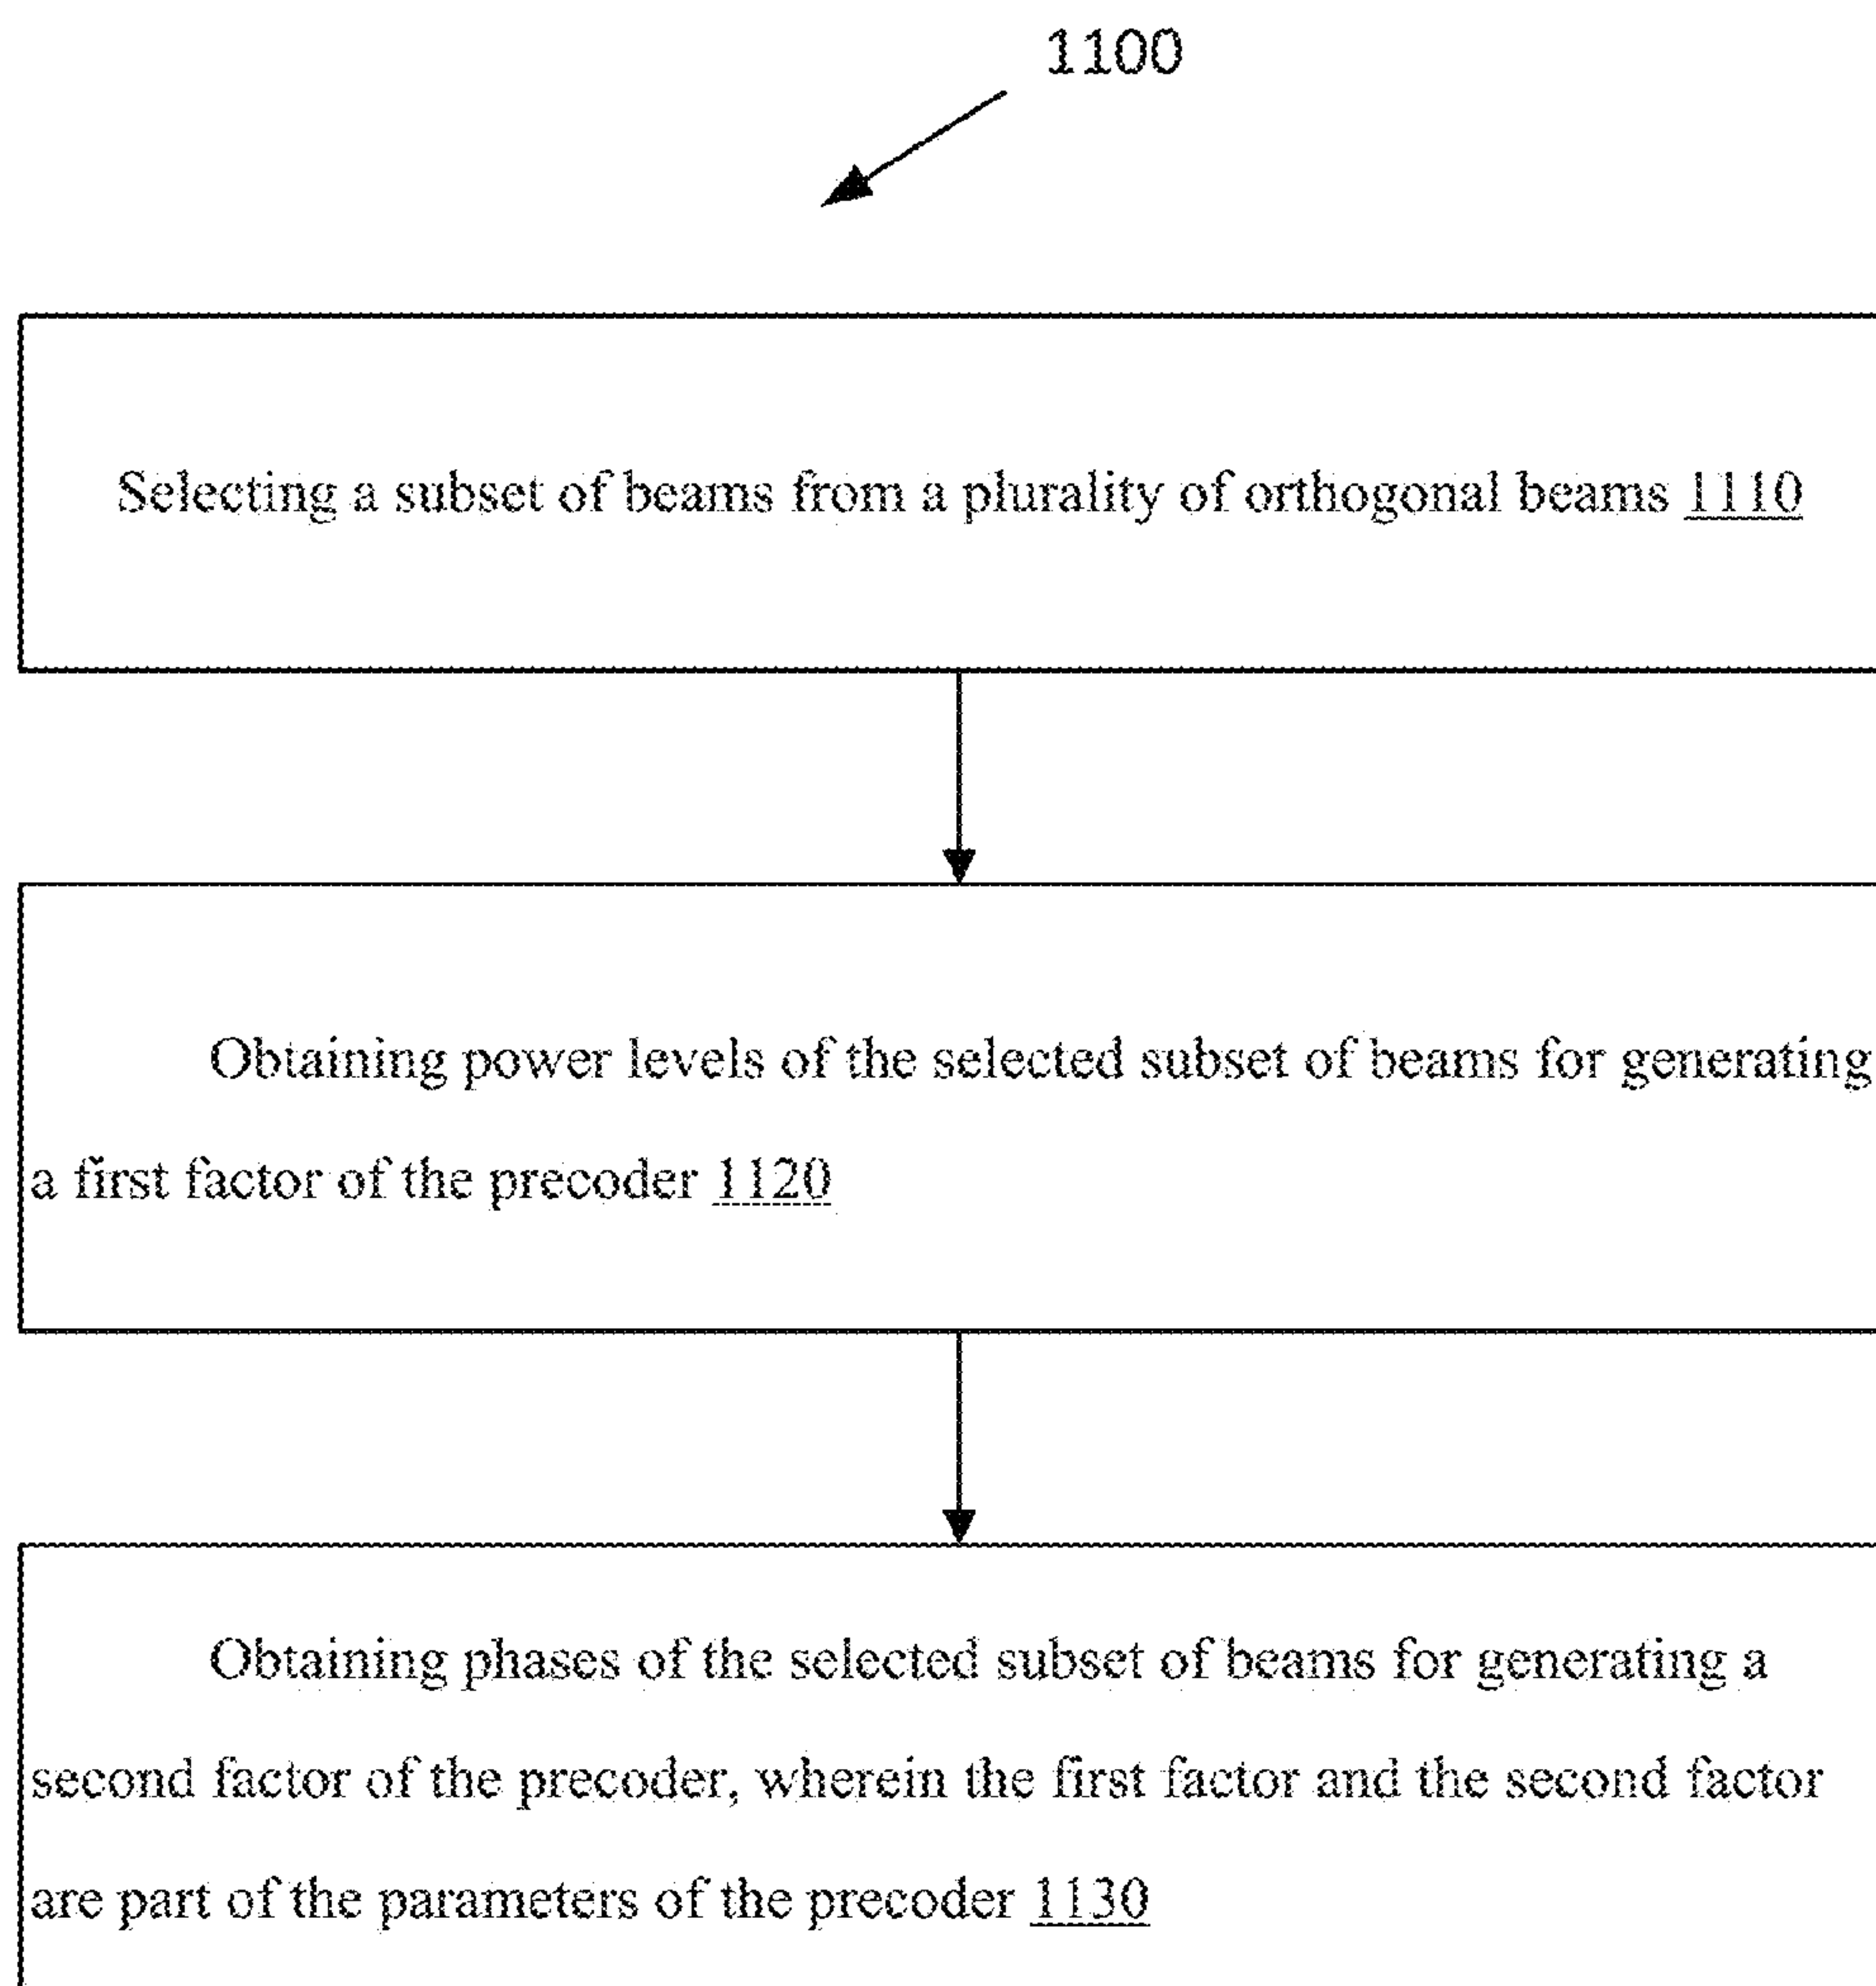 1100
Selecting a subset of beams from a plurality of orthogonal beams 1110
Obtaining power levels of the selected subset of beams for generating
a first factor of the precoder 1120
Obtaining phases of the selected subset of beams for generating a
second factor of the precoder, wherein the first factor and the second factor
are part of the parameters of the precoder 1130